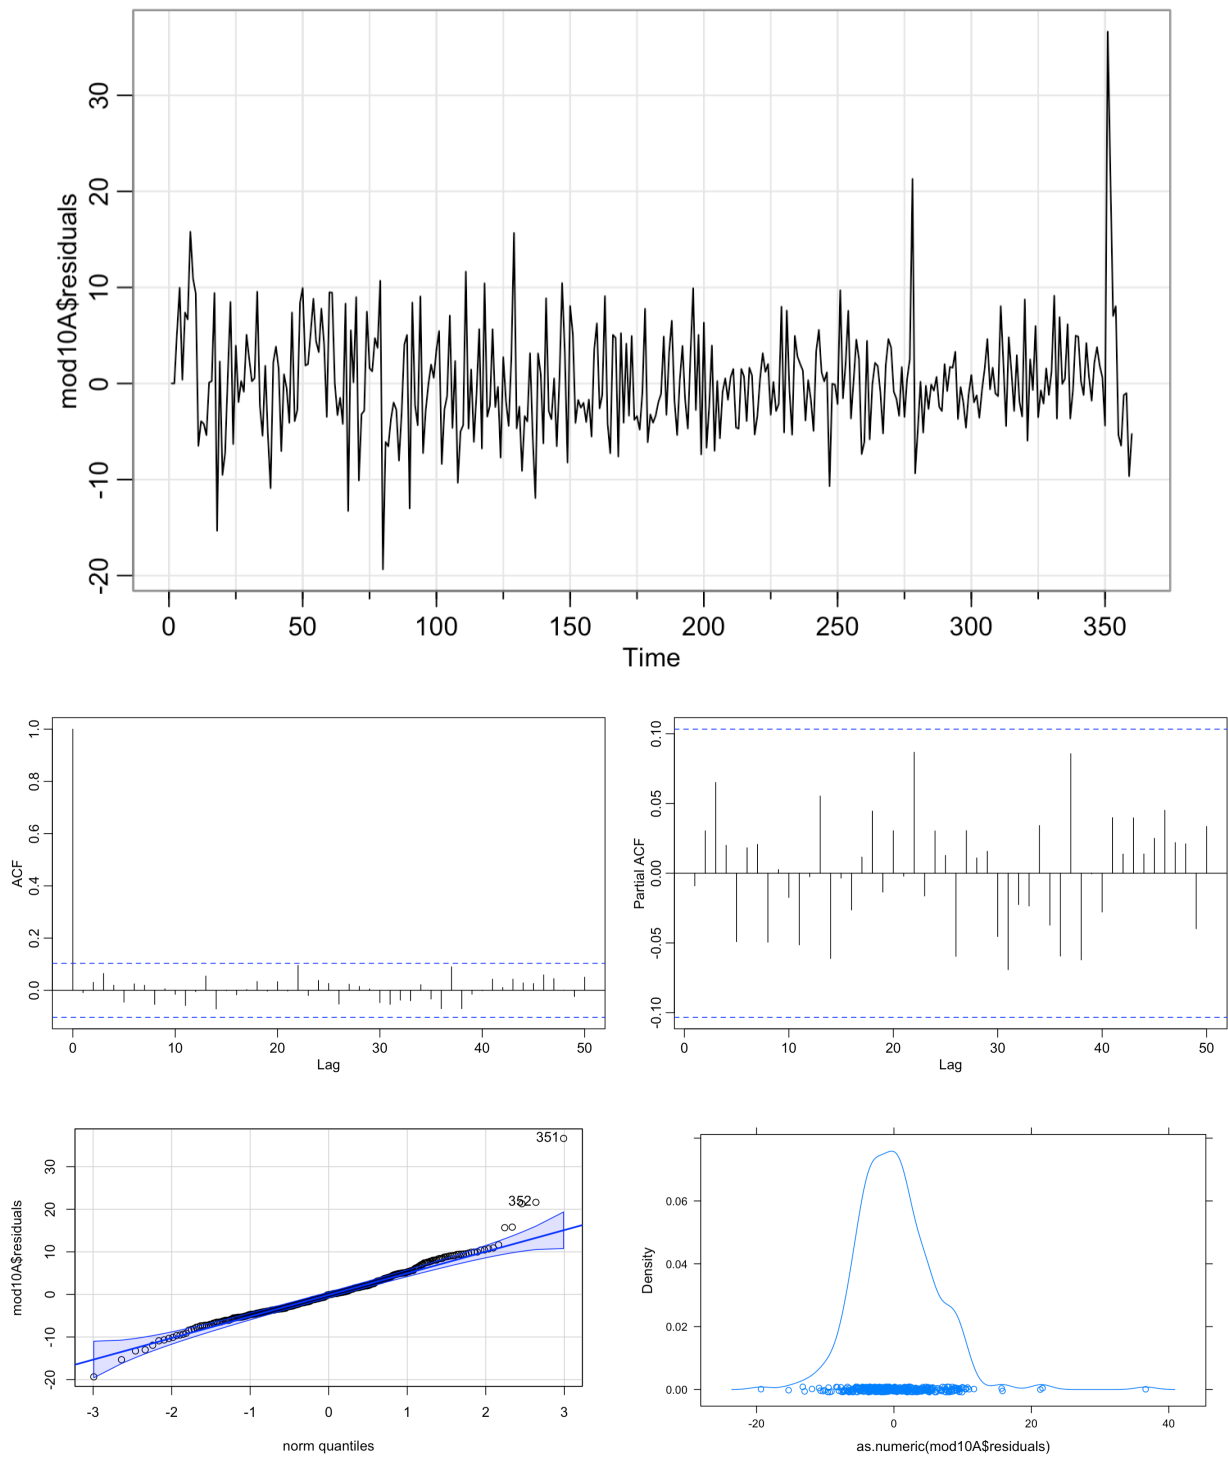 mod10A$residuals
30
20
10
0
-10
-20
0 50 100 150 200 250 300 350
Time
ACF
1.0
0.8
0.6
0.4
0.2
0.0
0 10 20 30 40 50
Lag
Partial ACF
0.10
0.05
0.00
-0.05
-0.10
0 10 20 30 40 50
Lag
mod10A$residuals
30
20
10
0
-10
-20
351
352
-3 -2 -1 0 1 2 3
norm quantiles
Density
0.06
0.04
0.02
0.00
-20 0 20 40
as.numeric(mod10A$residuals)